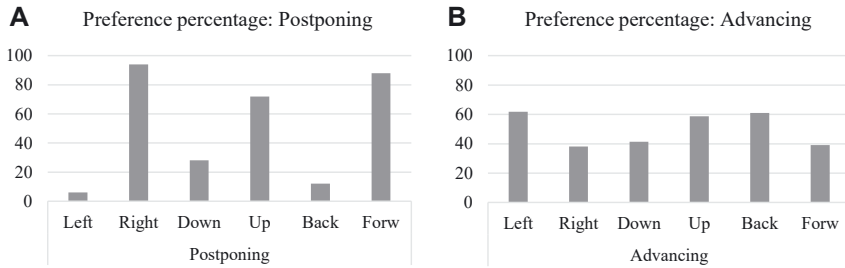 A Preference percentage: Postponing
100
80
60
40
20
0
Left Right Down Up Back Forw
Postponing
B Preference percentage: Advancing
100
80
60
40
20
0
Left Right Down Up Back Forw
Advancing